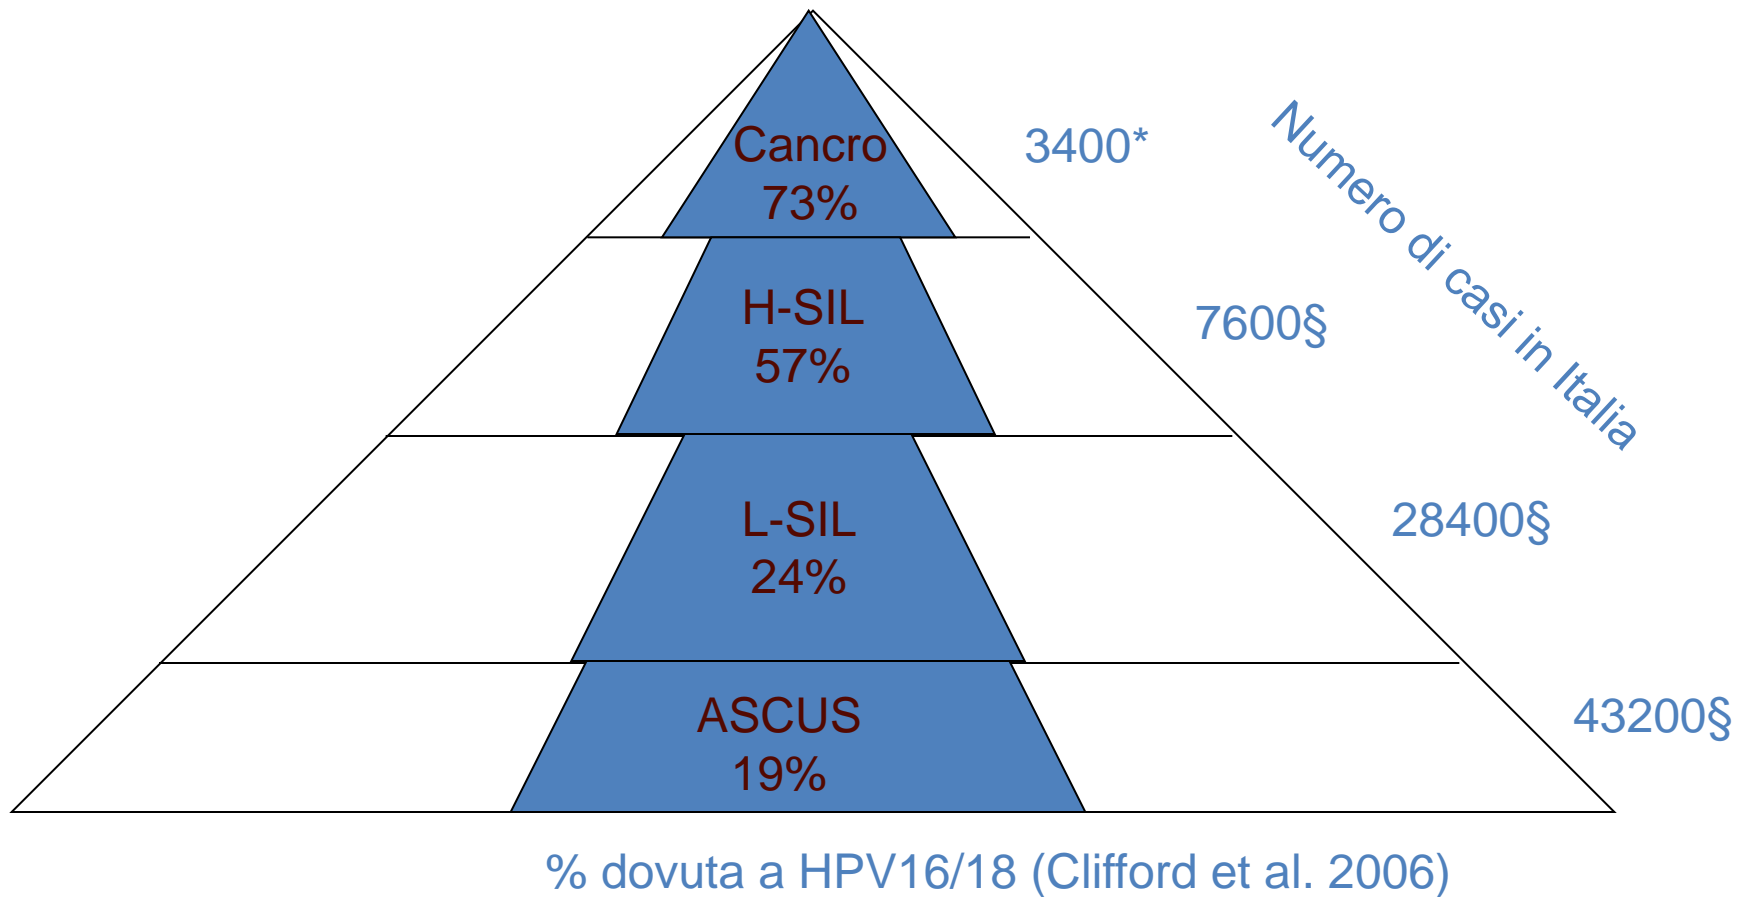 Cancro
73%
3400*
Numero di casi in Italia
H-SIL
57%
7600§
L-SIL
24%
28400§
ASCUS
19%
43200§
% dovuta a HPV16/18 (Clifford et al. 2006)